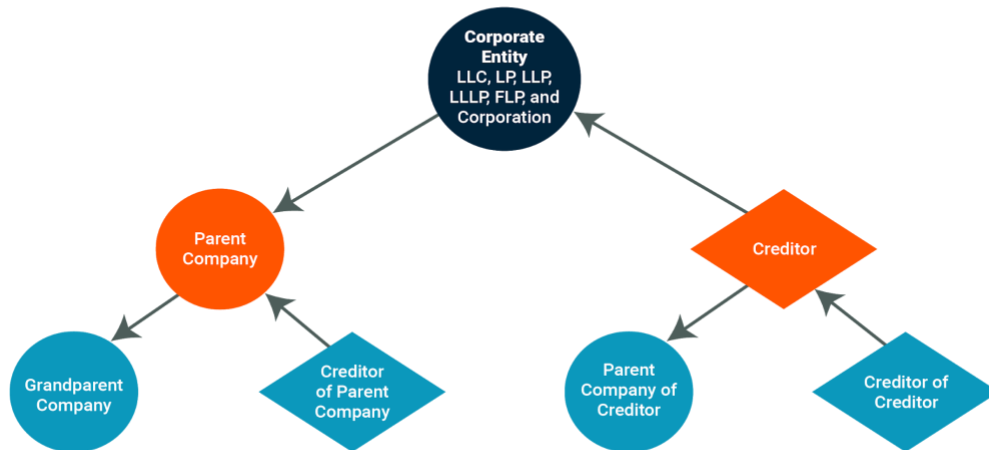 Corporate
Entity
LLC, LP, LLP,
LLLP, FLP, and
Corporation
Parent
Company
Creditor
Grandparent
Company
Creditor
of Parent
Company
Parent
Company of
Creditor
Creditor of
Creditor